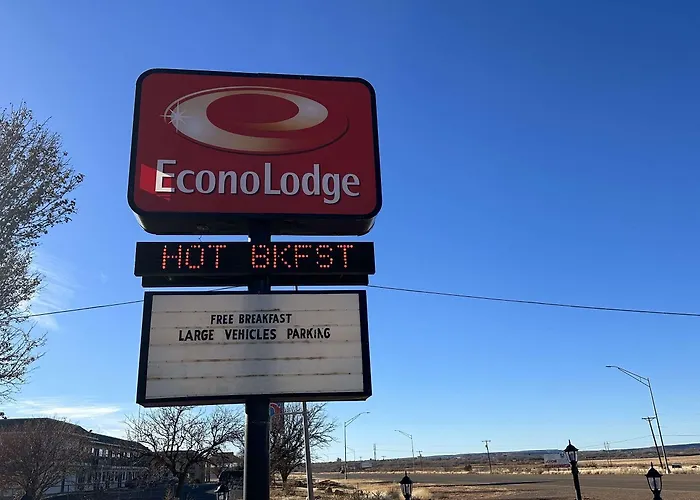 EconoLodge
HOT BKFST
FREE BREAKFAST
LARGE VEHICLES PARKING